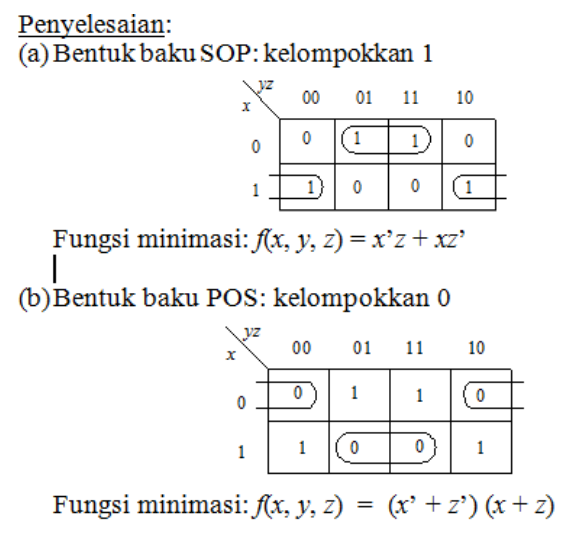 Penyelesaian:
(a) Bentuk baku SOP: kelompokkan 1
yz
x 00 01 11 10
0 0 1 1 0
1 1 0 0 1
Fungsi minimasi: f(x, y, z) = x’z + xz’
(b) Bentuk baku POS: kelompokkan 0
yz
x 00 01 11 10
0 0 1 1 0
1 1 0 0 1
Fungsi minimasi: f(x, y, z) = (x’ + z’) (x + z)